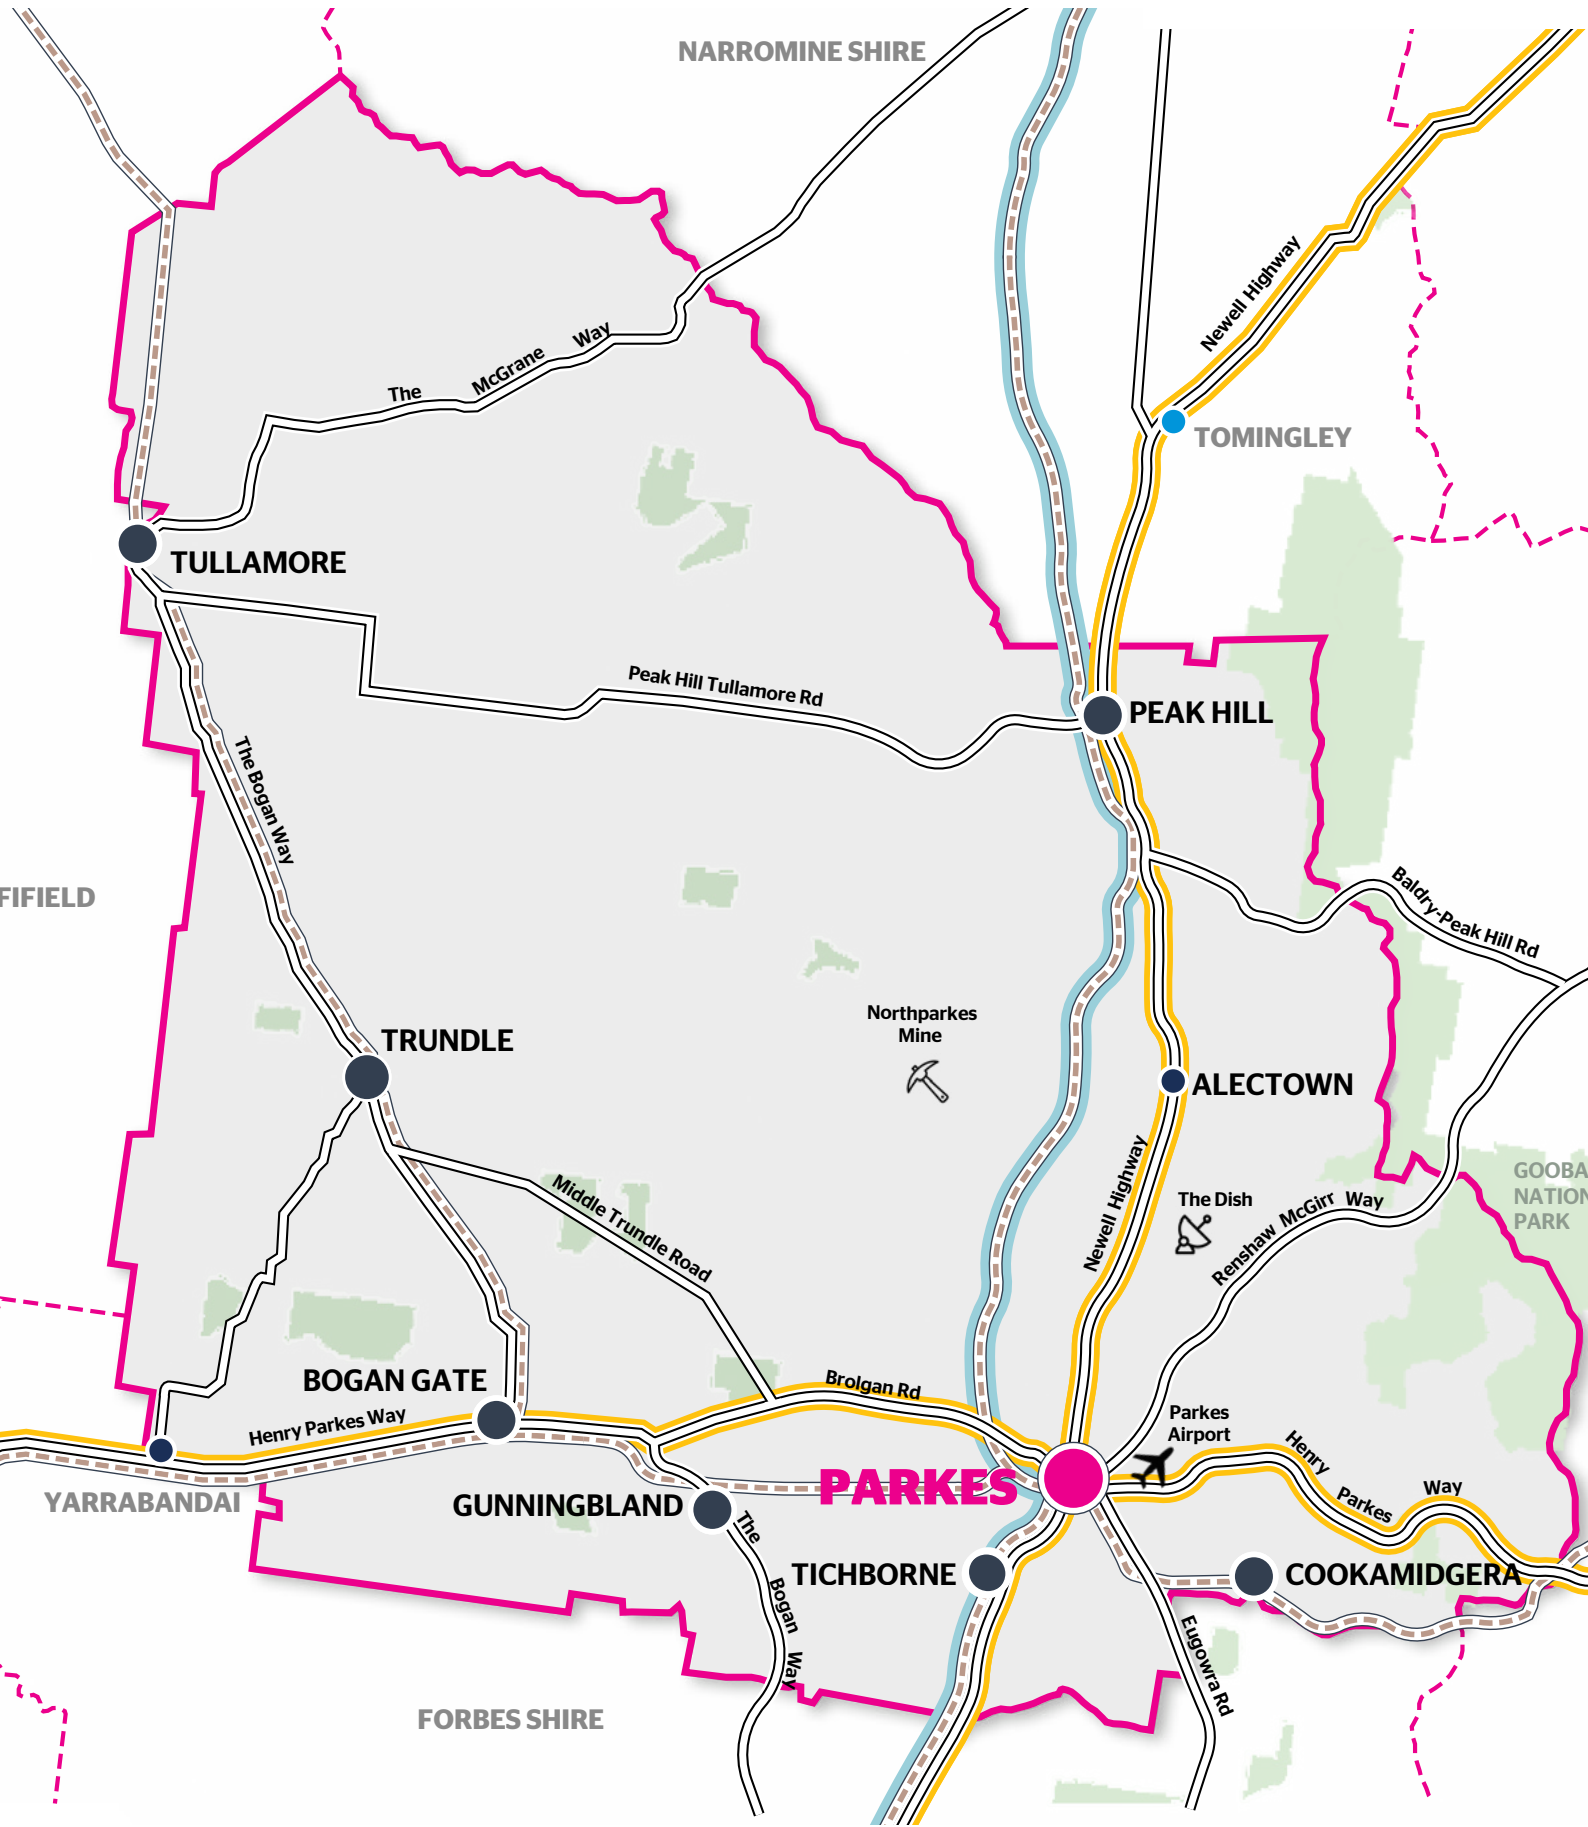 NARROMINE SHIRE
Newell Highway
The McGrane Way
TOMINGLEY
TULLAMORE
Peak Hill Tullamore Rd
PEAK HILL
The Bogan Way
FIFIELD
Baldry-Peak Hill Rd
Northparkes
Mine
TRUNDLE
ALECTOWN
Newell Highway
The Dish
GOOBA
NATION
PARK
Renshaw McGirr Way
Middle Trundle Road
BOGAN GATE
Brolgan Rd
Henry Parkes Way
Parkes
Airport
Henry Parkes Way
PARKES
YARRABANDAI
GUNNINGBLAND
The Bogan Way
TICHBORNE
COOKAMIDGERA
Eugowra Rd
FORBES SHIRE